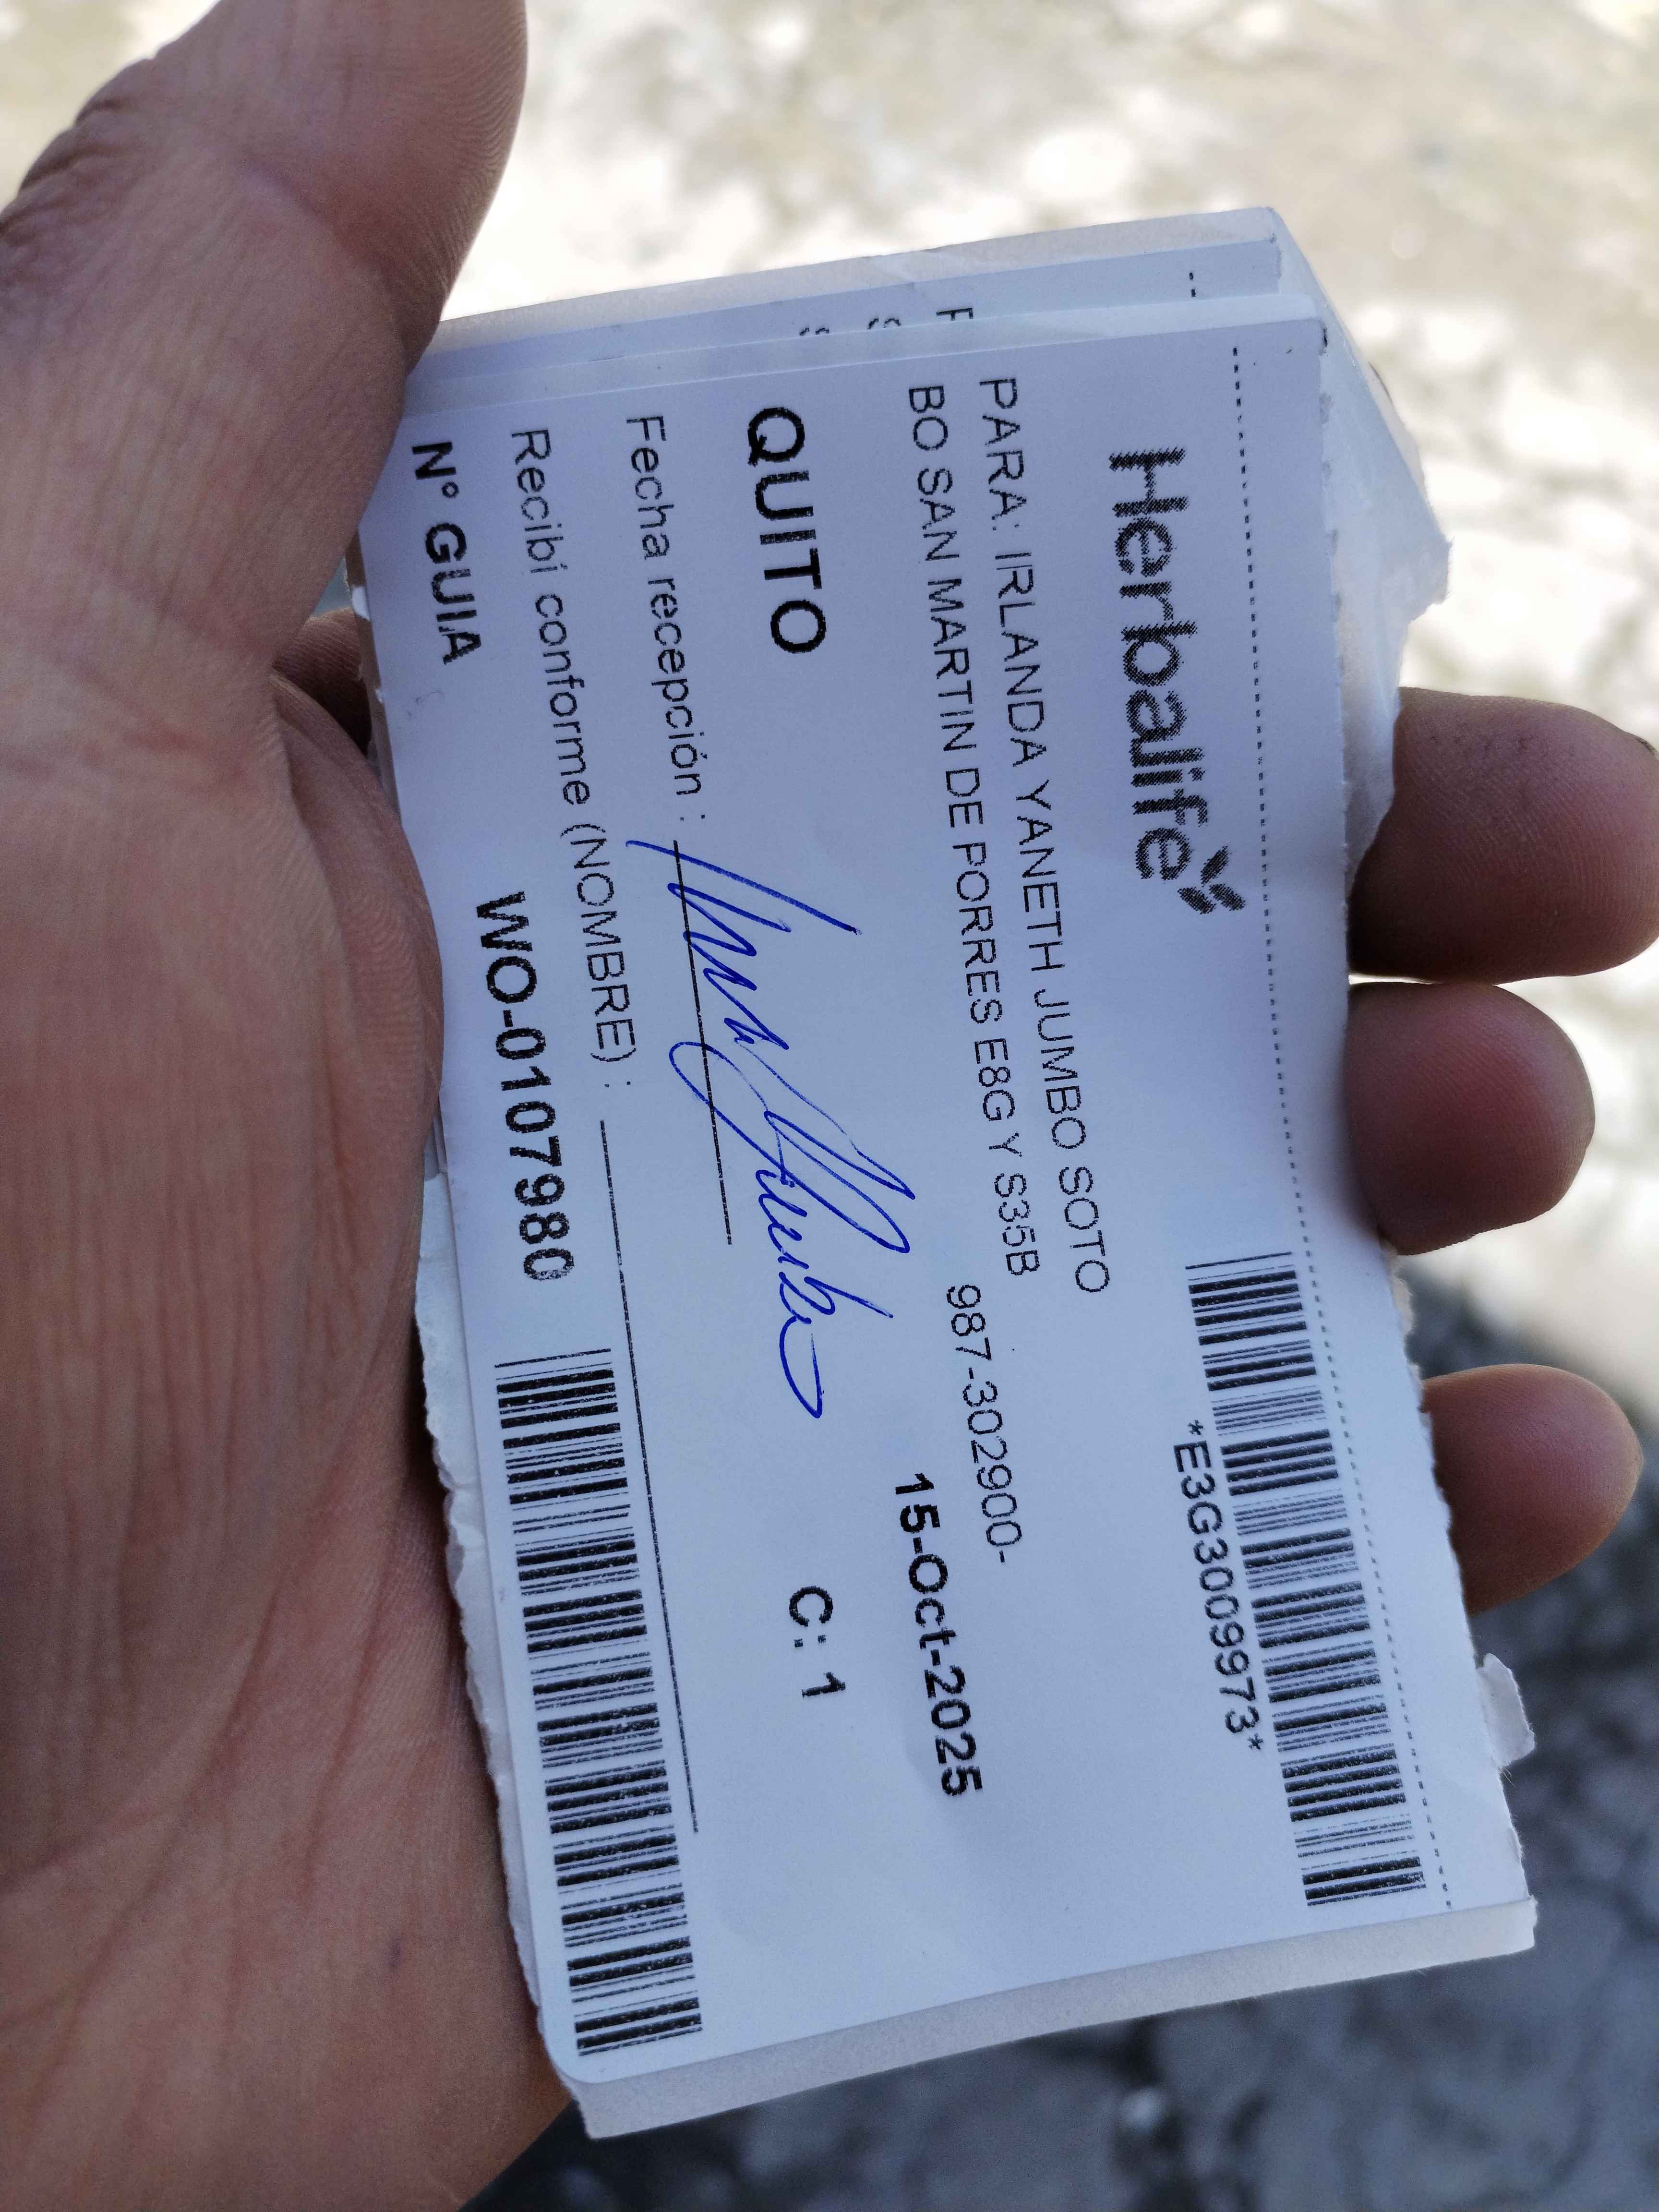 Herbalife
*E3G3009973*
PARA: IRLANDA YANETH JUMBO SOTO
BO SAN MARTIN DE PORRES E8G Y S35B 987-302900-
15-Oct-2025
QUITO C: 1
Fecha recepción :
Recibí conforme (NOMBRE) :
N° GUIA WO-0107980